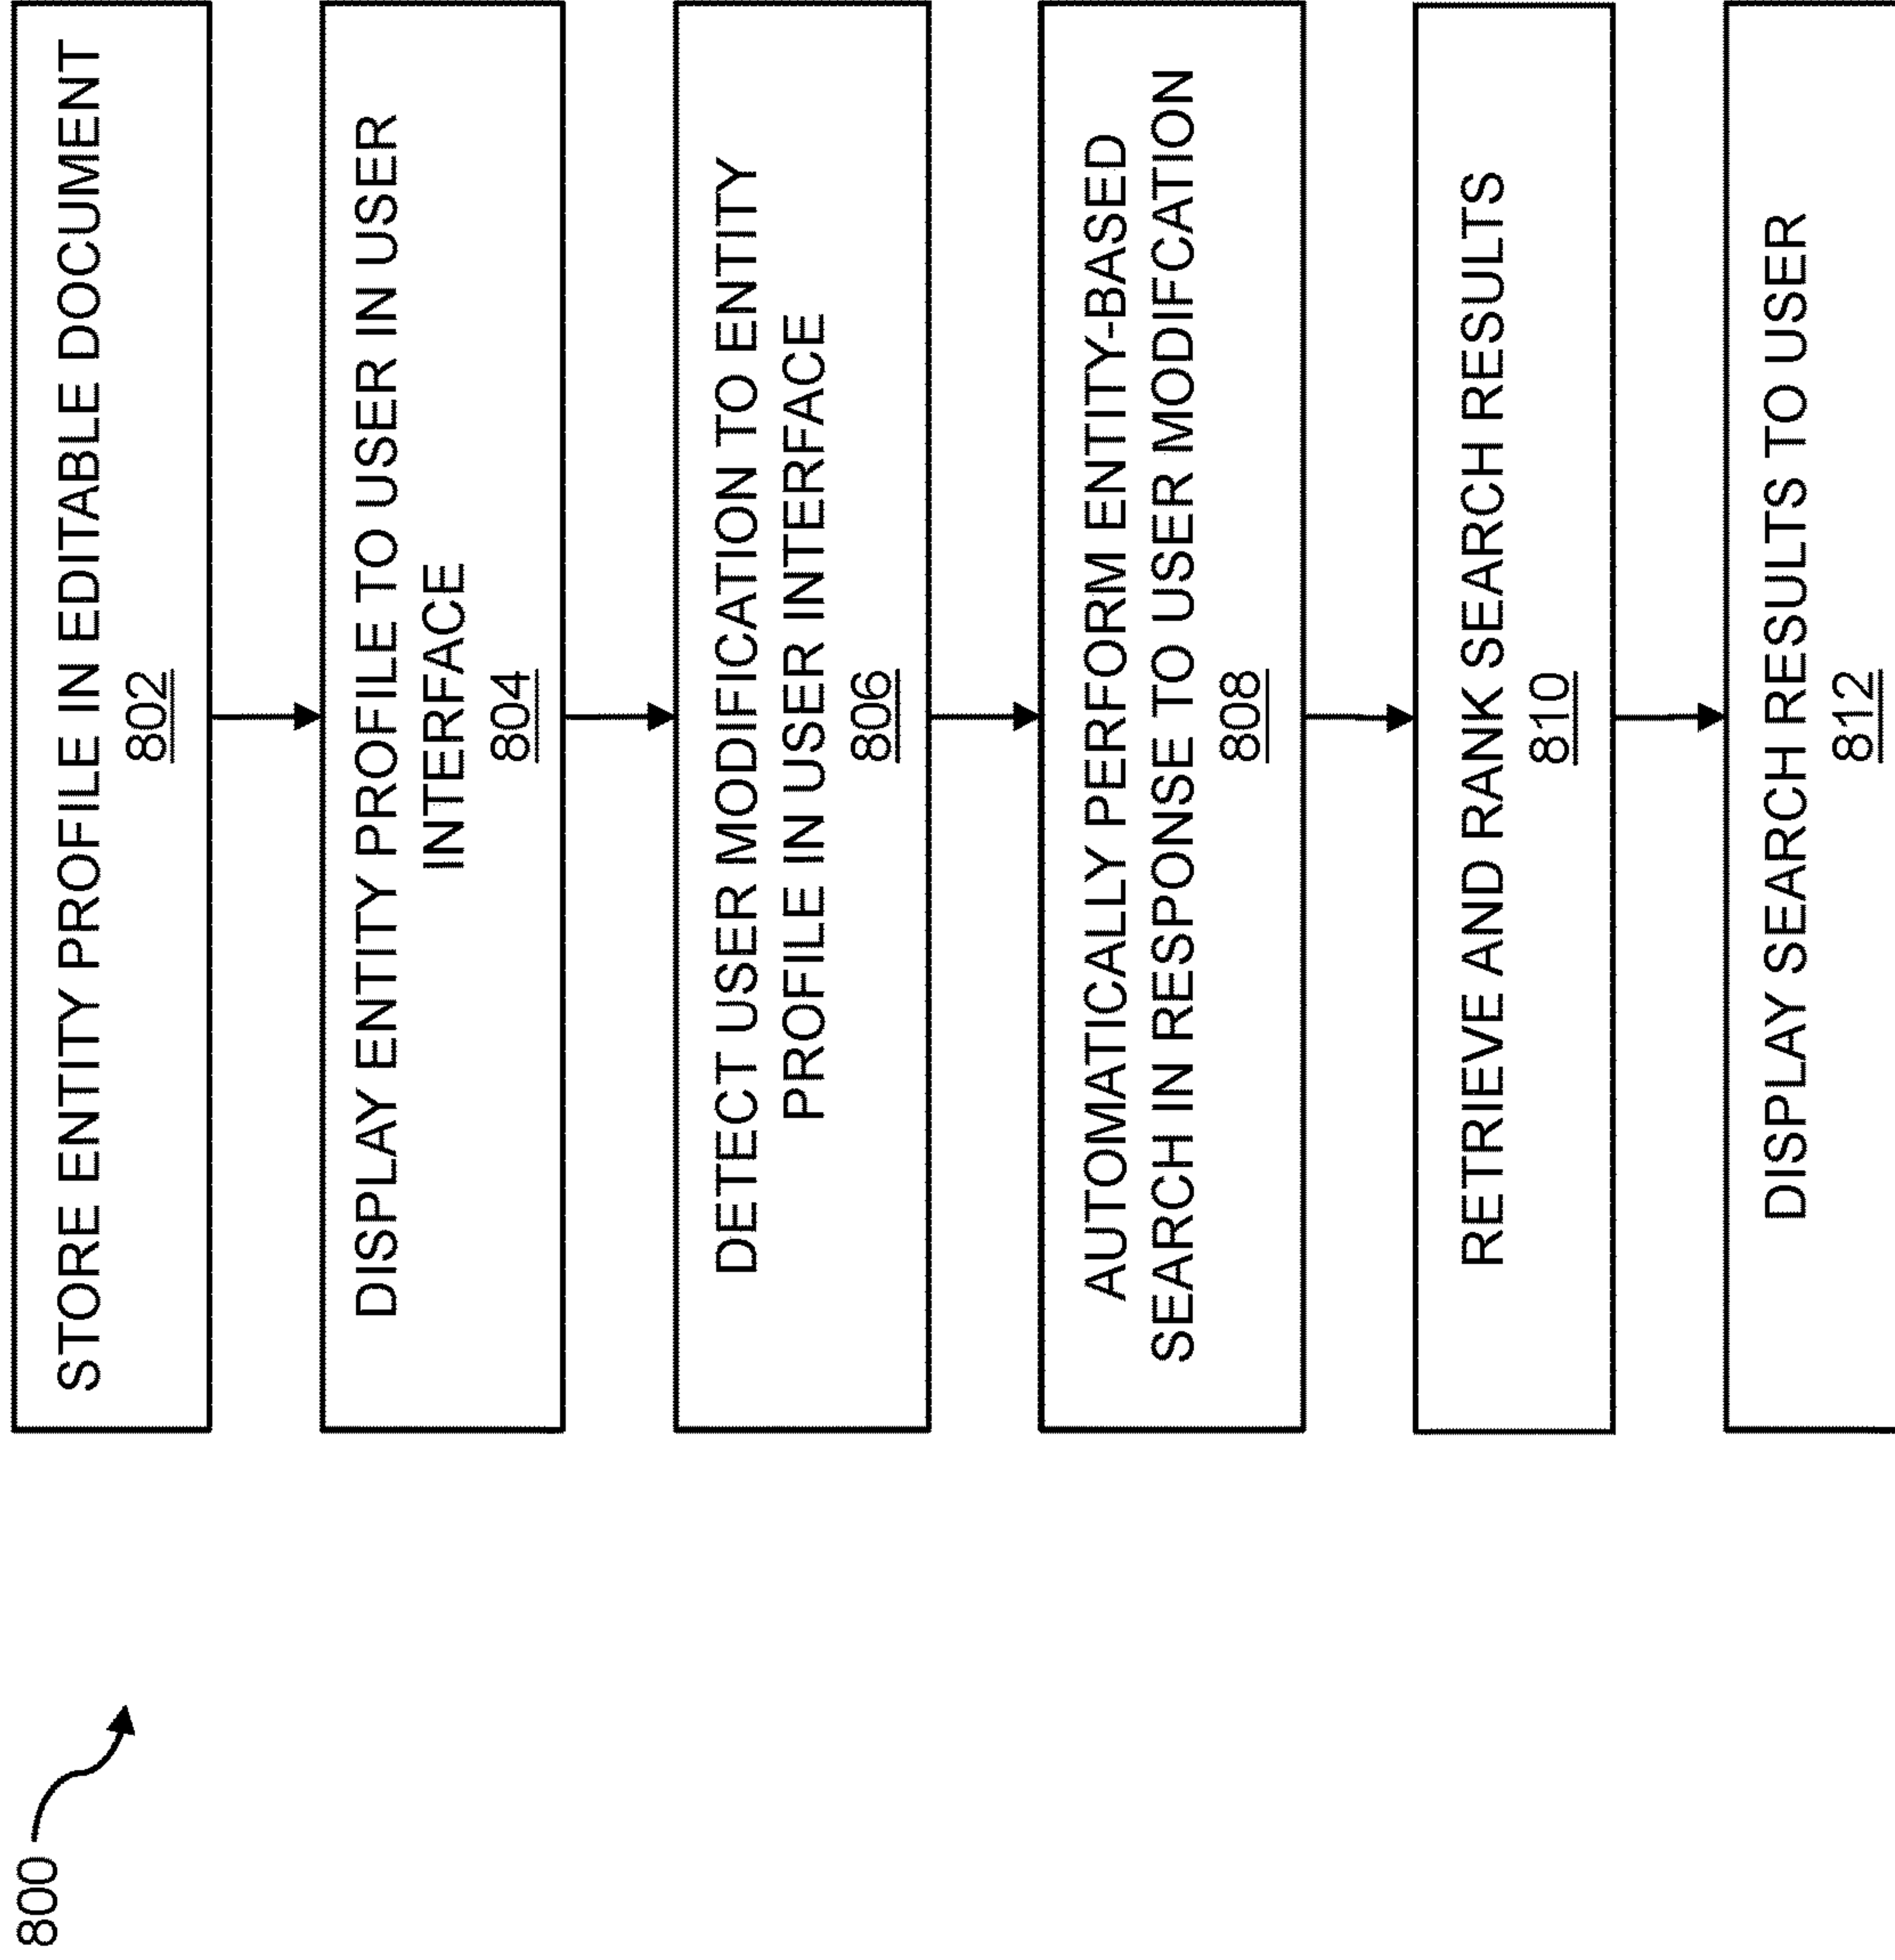 800
STORE ENTITY PROFILE IN EDITABLE DOCUMENT
802
DISPLAY ENTITY PROFILE TO USER IN USER
INTERFACE
804
DETECT USER MODIFICATION TO ENTITY
PROFILE IN USER INTERFACE
806
AUTOMATICALLY PERFORM ENTITY-BASED
SEARCH IN RESPONSE TO USER MODIFCATION
808
RETRIEVE AND RANK SEARCH RESULTS
810
DISPLAY SEARCH RESULTS TO USER
812